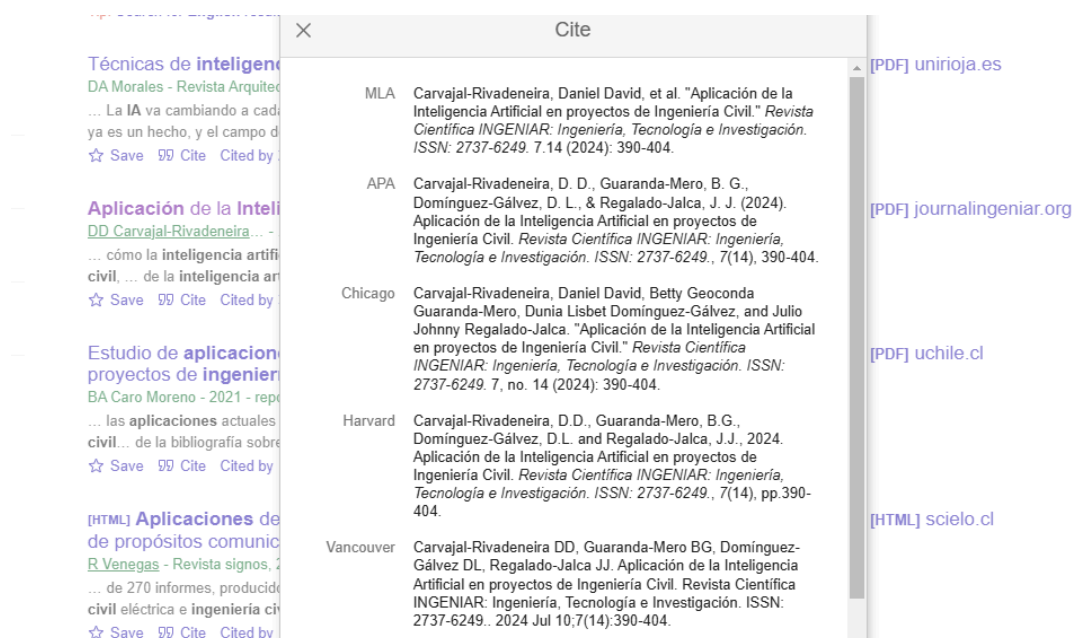 Cite
Técnicas de
DA Morales - Revista
... La IA va cambiando a
ya es un hecho, y el campo
Save Cite Cited by
[PDF] unirioja.es
Aplicación de la
DD Carvajal-Rivadeneira... -
... cómo la inteligencia
civil, ... de la inteligencia
Save Cite Cited by
[PDF] journalingeniar.org
Estudio de
proyectos de
BA Caro Moreno - 2021 -
... las aplicaciones actuales
civil... de la bibliografía sobre
Save Cite Cited by
[PDF] uchile.cl
[HTML] Aplicaciones de
de propósitos
R Venegas - Revista signos,
... de 270 informes,
civil eléctrica e ingeniería
Save Cite Cited by
[HTML] scielo.cl
MLA Carvajal-Rivadeneira, Daniel David, et al. "Aplicación de la
Inteligencia Artificial en proyectos de Ingeniería Civil." Revista
Científica INGENIAR: Ingeniería, Tecnología e Investigación.
ISSN: 2737-6249. 7.14 (2024): 390-404.
APA Carvajal-Rivadeneira, D. D., Guaranda-Mero, B. G.,
Domínguez-Gálvez, D. L., & Regalado-Jalca, J. J. (2024).
Aplicación de la Inteligencia Artificial en proyectos de
Ingeniería Civil. Revista Científica INGENIAR: Ingeniería,
Tecnología e Investigación. ISSN: 2737-6249., 7(14), 390-404.
Chicago Carvajal-Rivadeneira, Daniel David, Betty Geoconda
Guaranda-Mero, Dunia Lisbet Domínguez-Gálvez, and Julio
Johnny Regalado-Jalca. "Aplicación de la Inteligencia Artificial
en proyectos de Ingeniería Civil." Revista Científica
INGENIAR: Ingeniería, Tecnología e Investigación. ISSN:
2737-6249. 7, no. 14 (2024): 390-404.
Harvard Carvajal-Rivadeneira, D.D., Guaranda-Mero, B.G.,
Domínguez-Gálvez, D.L. and Regalado-Jalca, J.J., 2024.
Aplicación de la Inteligencia Artificial en proyectos de
Ingeniería Civil. Revista Científica INGENIAR: Ingeniería,
Tecnología e Investigación. ISSN: 2737-6249., 7(14), pp.390-
404.
Vancouver Carvajal-Rivadeneira DD, Guaranda-Mero BG, Domínguez-
Gálvez DL, Regalado-Jalca JJ. Aplicación de la Inteligencia
Artificial en proyectos de Ingeniería Civil. Revista Científica
INGENIAR: Ingeniería, Tecnología e Investigación. ISSN:
2737-6249.. 2024 Jul 10;7(14):390-404.